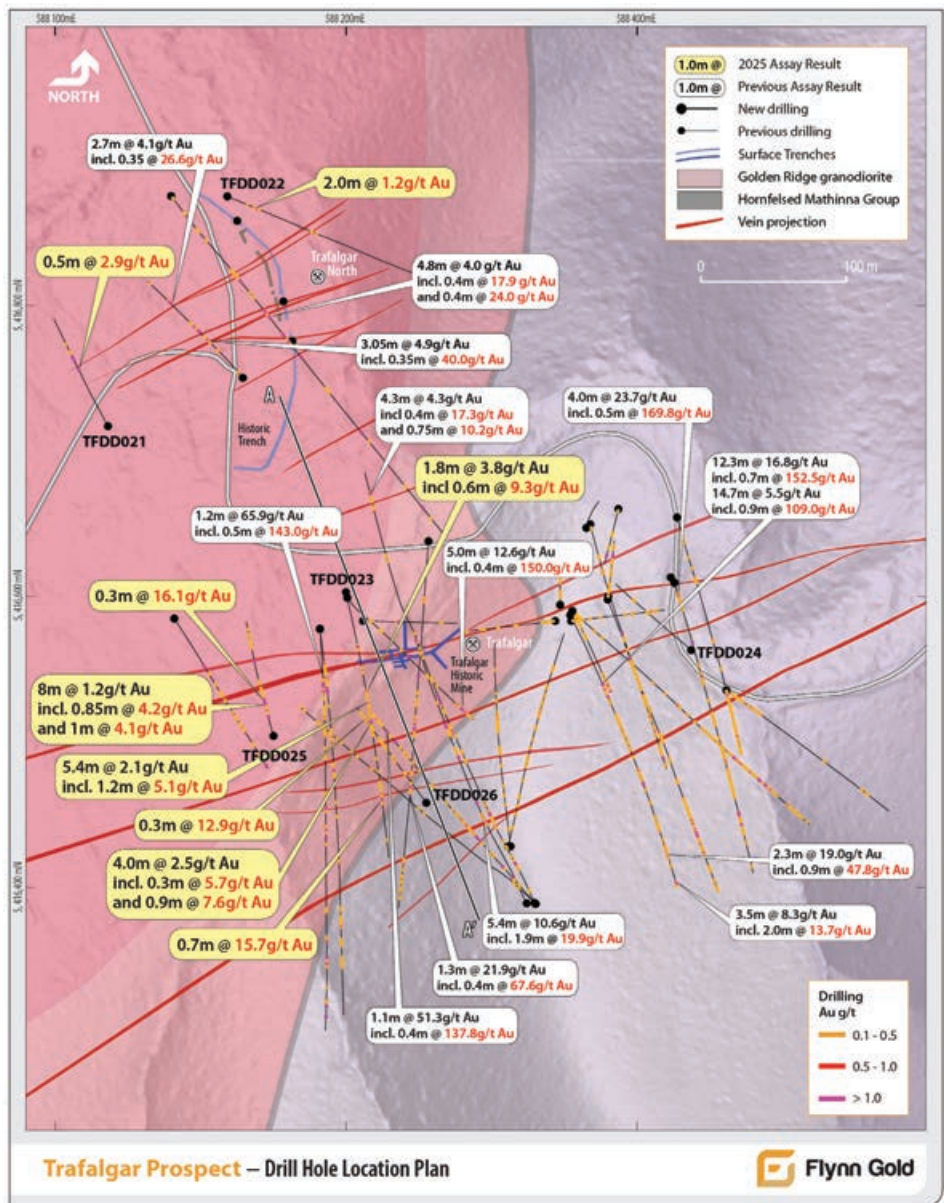 588 100mE
588 200mE
588 400mE
NORTH
1.0m @ 2025 Assay Result
1.0m @ Previous Assay Result
New drilling
Previous drilling
Surface Trenches
Golden Ridge granodiorite
Hornfelsed Mathinna Group
Vein projection
0 100 m
2.7m @ 4.1g/t Au
incl. 0.35 @ 26.6g/t Au
TFDD022
2.0m @ 1.2g/t Au
Trafalgar
North
0.5m @ 2.9g/t Au
4.8m @ 4.0 g/t Au
incl. 0.4m @ 17.9 g/t Au
and 0.4m @ 24.0 g/t Au
5, 416,800 mN
3.05m @ 4.9g/t Au
incl. 0.35m @ 40.0g/t Au
A
4.3m @ 4.3g/t Au
incl 0.4m @ 17.3g/t Au
and 0.75m @ 10.2g/t Au
4.0m @ 23.7g/t Au
incl. 0.5m @ 169.8g/t Au
Historic
Trench
TFDD021
1.8m @ 3.8g/t Au
incl 0.6m @ 9.3g/t Au
12.3m @ 16.8g/t Au
incl. 0.7m @ 152.5g/t Au
14.7m @ 5.5g/t Au
incl. 0.9m @ 109.0g/t Au
1.2m @ 65.9g/t Au
incl. 0.5m @ 143.0g/t Au
5.0m @ 12.6g/t Au
incl. 0.4m @ 150.0g/t Au
TFDD023
5, 416,600 mN
0.3m @ 16.1g/t Au
Trafalgar
Trafalgar
Historic
Mine
TFDD024
8m @ 1.2g/t Au
incl. 0.85m @ 4.2g/t Au
and 1m @ 4.1g/t Au
TFDD025
5.4m @ 2.1g/t Au
incl. 1.2m @ 5.1g/t Au
TFDD026
0.3m @ 12.9g/t Au
4.0m @ 2.5g/t Au
incl. 0.3m @ 5.7g/t Au
and 0.9m @ 7.6g/t Au
2.3m @ 19.0g/t Au
incl. 0.9m @ 47.8g/t Au
5, 416,400 mN
0.7m @ 15.7g/t Au
A'
5.4m @ 10.6g/t Au
incl. 1.9m @ 19.9g/t Au
3.5m @ 8.3g/t Au
incl. 2.0m @ 13.7g/t Au
1.3m @ 21.9g/t Au
incl. 0.4m @ 67.6g/t Au
1.1m @ 51.3g/t Au
incl. 0.4m @ 137.8g/t Au
Drilling
Au g/t
0.1 - 0.5
0.5 - 1.0
> 1.0
Trafalgar Prospect – Drill Hole Location Plan
Flynn Gold